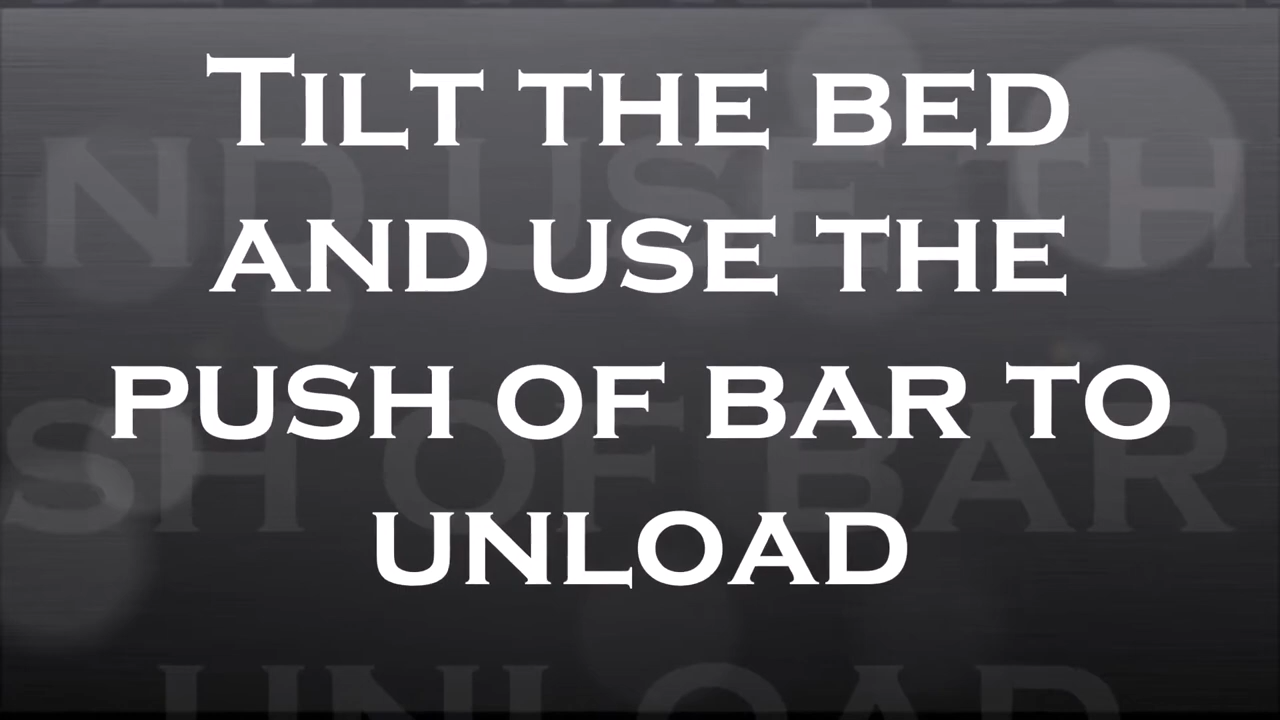 TILT THE BED
AND USE THE
PUSH OF BAR TO
UNLOAD